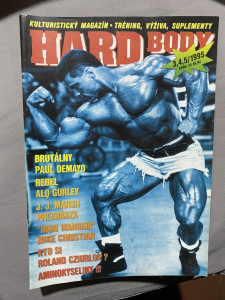 KULTURISTICKÝ MAGAZÍN • TRÉNING, VÝŽIVA, SUPLEMENTY
HARD BODY
3,4,5/1995
BRUTÁLNY
PAUL DEMAYO
REBEL
ALQ GURLEY
J. J. MARSH
PREZRÁDZA
"IRON WARRIOR"
MIKE CHRISTIAN
KTO SI
ROLAND CZIURLOK ?
AMINOKYSELINY II